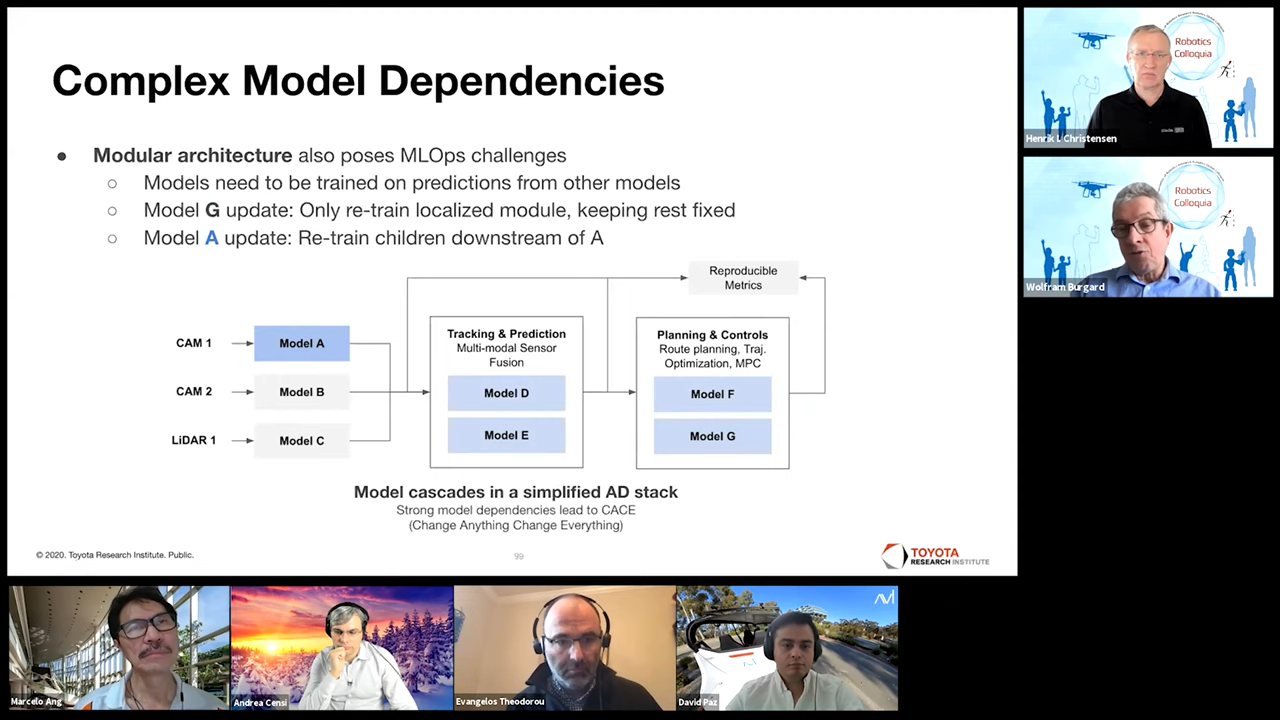 Complex Model Dependencies
● Modular architecture also poses MLOps challenges
○ Models need to be trained on predictions from other models
○ Model G update: Only re-train localized module, keeping rest fixed
○ Model A update: Re-train children downstream of A
Reproducible
Metrics
CAM 1
Model A
CAM 2
Model B
LiDAR 1
Model C
Tracking & Prediction
Multi-modal Sensor
Fusion
Model D
Model E
Planning & Controls
Route planning, Traj.
Optimization, MPC
Model F
Model G
Model cascades in a simplified AD stack
Strong model dependencies lead to CACE
(Change Anything Change Everything)
© 2020. Toyota Research Institute. Public.
99
TOYOTA
RESEARCH INSTITUTE
Robotics
Colloquia
Henrik I. Christensen
Robotics
Colloquia
Wolfram Burgard
Marcelo Ang
Andrea Censi
Evangelos Theodorou
David Paz